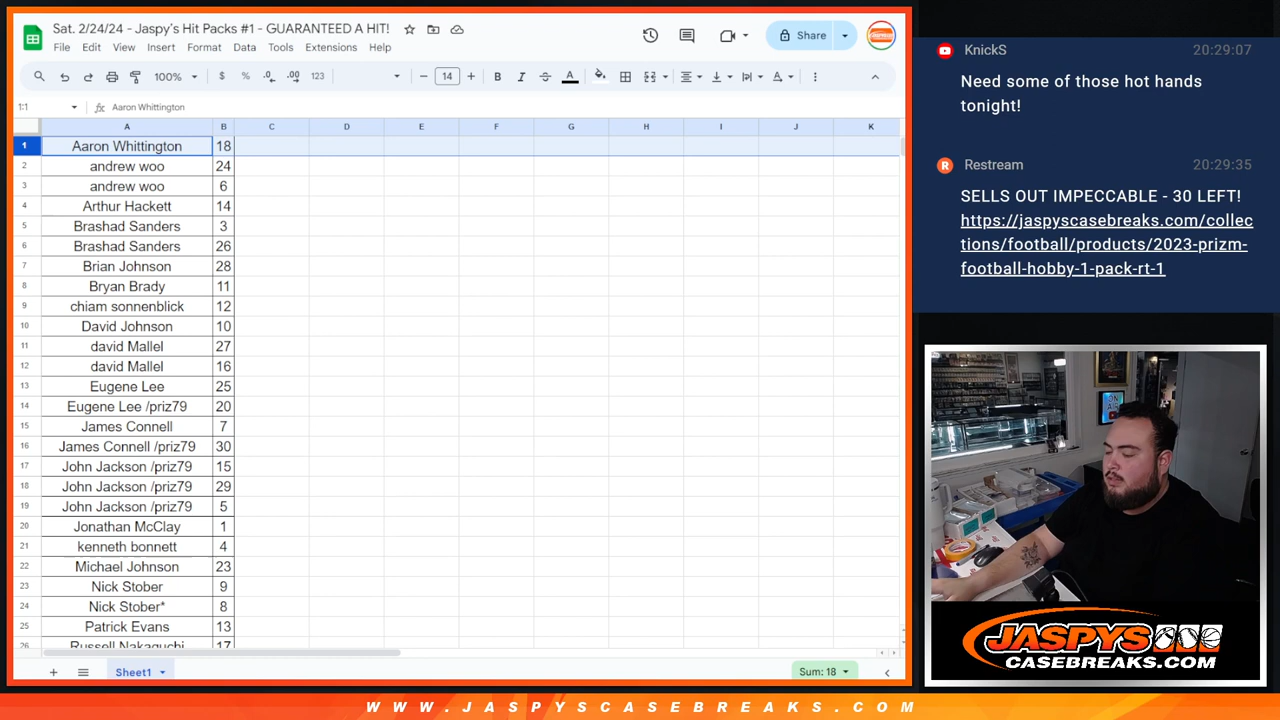 Sat. 2/24/24 - Jaspy's Hit Packs #1 - GUARANTEED A HIT!
File Edit View Insert Format Data Tools Extensions Help
Share
100% $ % .0 .00 123 14 B I A
1:1 fx Aaron Whittington
A B C D E F G H I J K
1 Aaron Whittington 18
2 andrew woo 24
3 andrew woo 6
4 Arthur Hackett 14
5 Brashad Sanders 3
6 Brashad Sanders 26
7 Brian Johnson 28
8 Bryan Brady 11
9 chiam sonnenblick 12
10 David Johnson 10
11 david Mallel 27
12 david Mallel 16
13 Eugene Lee 25
14 Eugene Lee /priz79 20
15 James Connell 7
16 James Connell /priz79 30
17 John Jackson /priz79 15
18 John Jackson /priz79 29
19 John Jackson /priz79 5
20 Jonathan McClay 1
21 kenneth bonnett 4
22 Michael Johnson 23
23 Nick Stober 9
24 Nick Stober* 8
25 Patrick Evans 13
26 Russell Nakaguchi 17
Sheet1
Sum: 18
KnickS 20:29:07
Need some of those hot hands
tonight!
R Restream 20:29:35
SELLS OUT IMPECCABLE - 30 LEFT!
https://jaspyscasebreaks.com/collec
tions/football/products/2023-prizm-
football-hobby-1-pack-rt-1
ON
AIR
JASPYS
CASEBREAKS.COM
WWW.JASPYSCASEBREAKS.COM